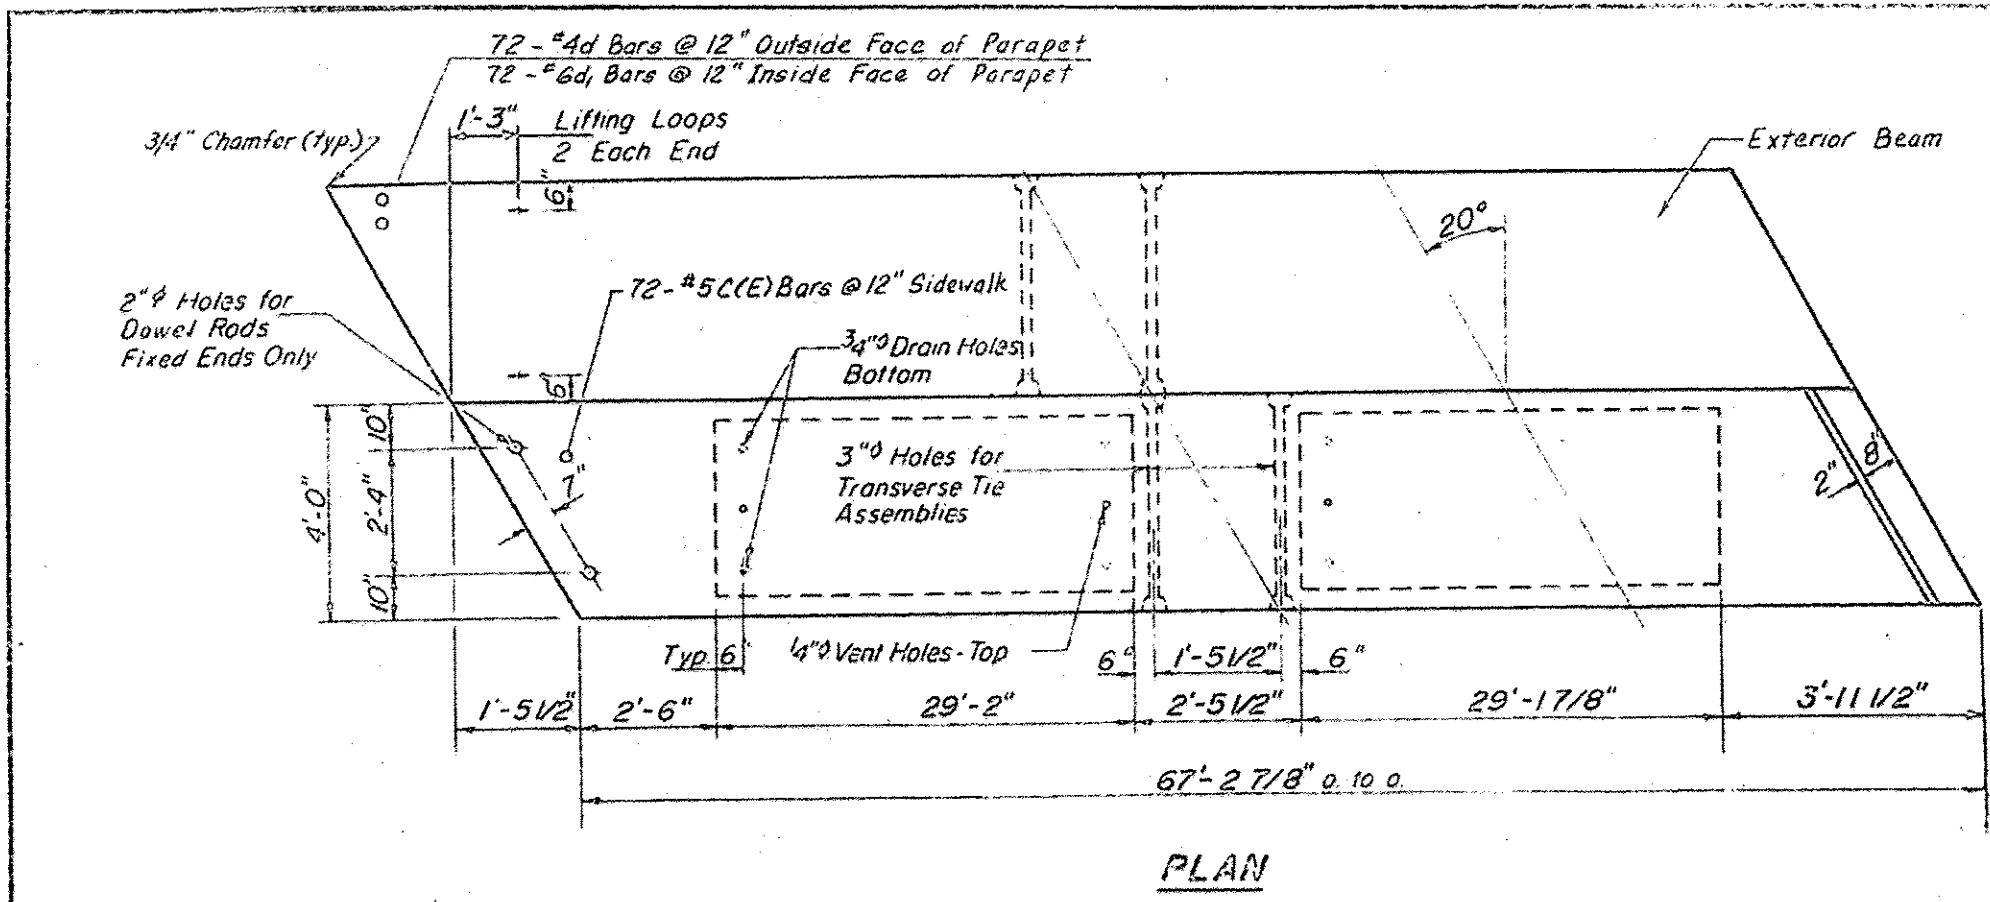 72-#4d Bars @ 12" Outside Face of Parapet
72-#6d, Bars @ 12" Inside Face of Parapet
1'-3"
Lifting Loops
2 Each End
3/4" Chamfer (typ.)
Exterior Beam
6"
20°
2"ϕ Holes for
Dowel Rods
Fixed Ends Only
72-#5C(E) Bars @ 12" Sidewalk
3/4"ϕ Drain Holes
Bottom
6"
10"
2'-4"
10"
4'-0"
7"
3"ϕ Holes for
Transverse Tie
Assemblies
2"
8"
Typ. 6"
1/4"ϕ Vent Holes-Top
6"
1'-5 1/2"
6"
1'-5 1/2"
2'-6"
29'-2"
2'-5 1/2"
29'-1 7/8"
3'-11 1/2"
67'-2 7/8" o. to o.
PLAN